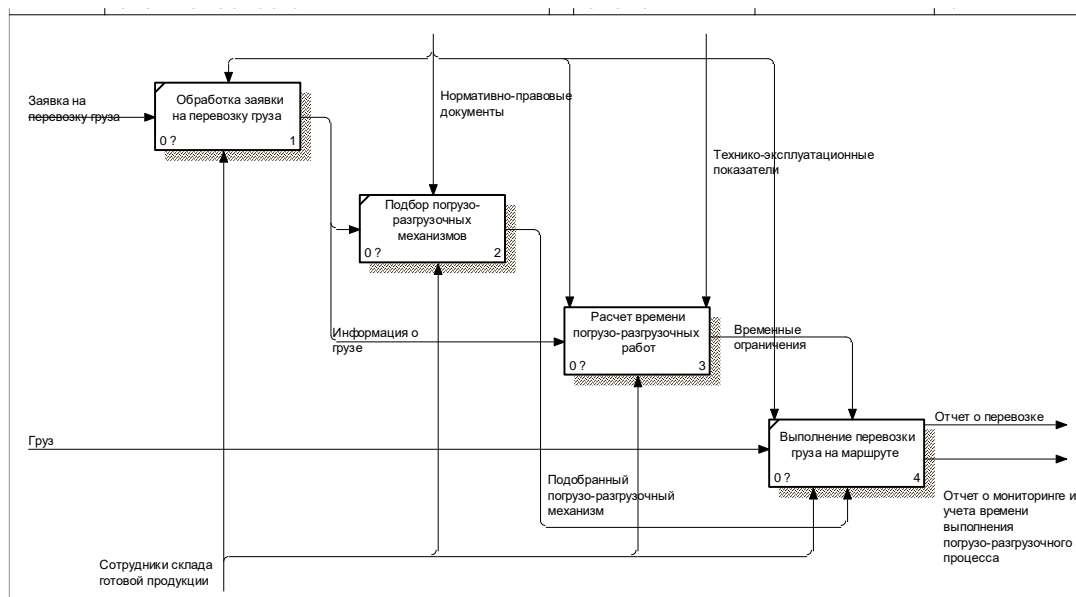 Заявка на
перевозку груза
Обработка заявки
на перевозку груза
0 ?
1
Нормативно-правовые
документы
Технико-эксплуатационные
показатели
Подбор погрузо-
разгрузочных
механизмов
0 ?
2
Информация о
грузе
Расчет времени
погрузо-разгрузочных
работ
0 ?
3
Временные
ограничения
Груз
Выполнение перевозки
груза на маршруте
0 ?
4
Отчет о перевозке
Подобранный
погрузо-разгрузочный
механизм
Отчет о мониторинге и
учета времени
выполнения
погрузо-разгрузочного
процесса
Сотрудники склада
готовой продукции